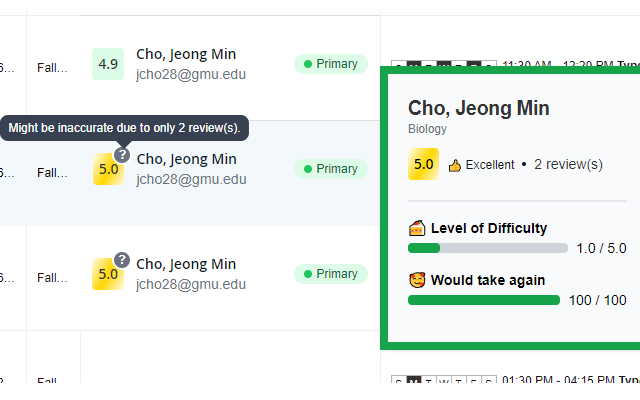 6... Fall... 4.9 Cho, Jeong Min
jcho28@gmu.edu
Primary
11:30 AM - 12:20 PM Type
Might be inaccurate due to only 2 review(s).
?
6... Fall... 5.0 Cho, Jeong Min
jcho28@gmu.edu
Primary
?
6... Fall... 5.0 Cho, Jeong Min
jcho28@gmu.edu
Primary
Cho, Jeong Min
Biology
5.0 Excellent • 2 review(s)
Level of Difficulty
1.0 / 5.0
Would take again
100 / 100
Fall
S M T W T F S 01:30 PM - 04:15 PM Type